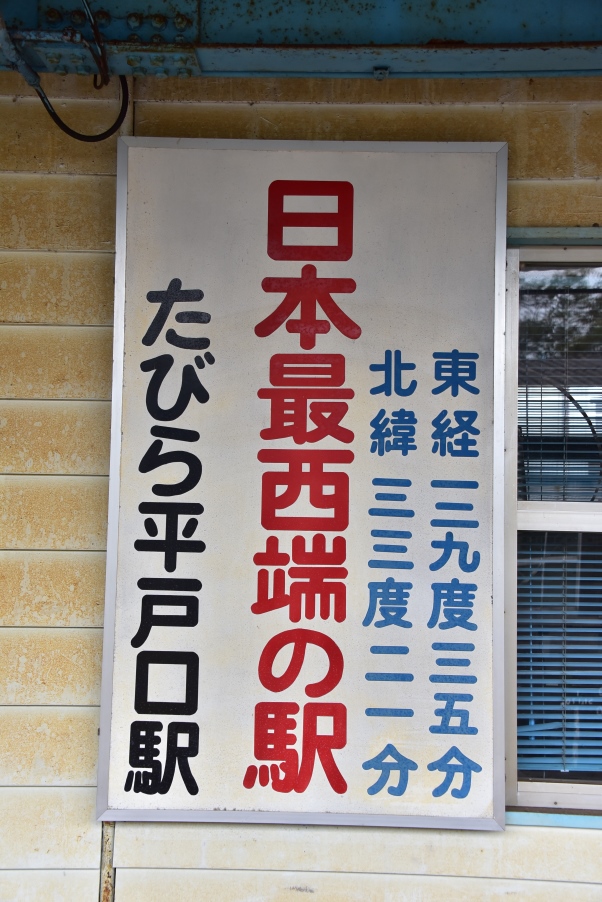 東経 一二九度三五分
北緯 三三度二一分
日本最西端の駅
たびら平戸口駅